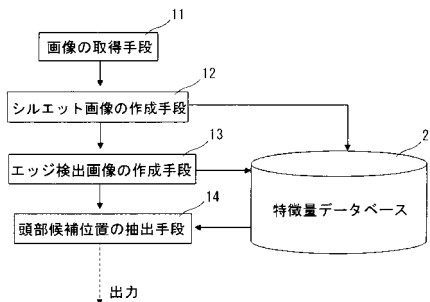 11
画像の取得手段
12
シルエット画像の作成手段
13
エッジ検出画像の作成手段
2
14
頭部候補位置の抽出手段
特徴量データベース
出力